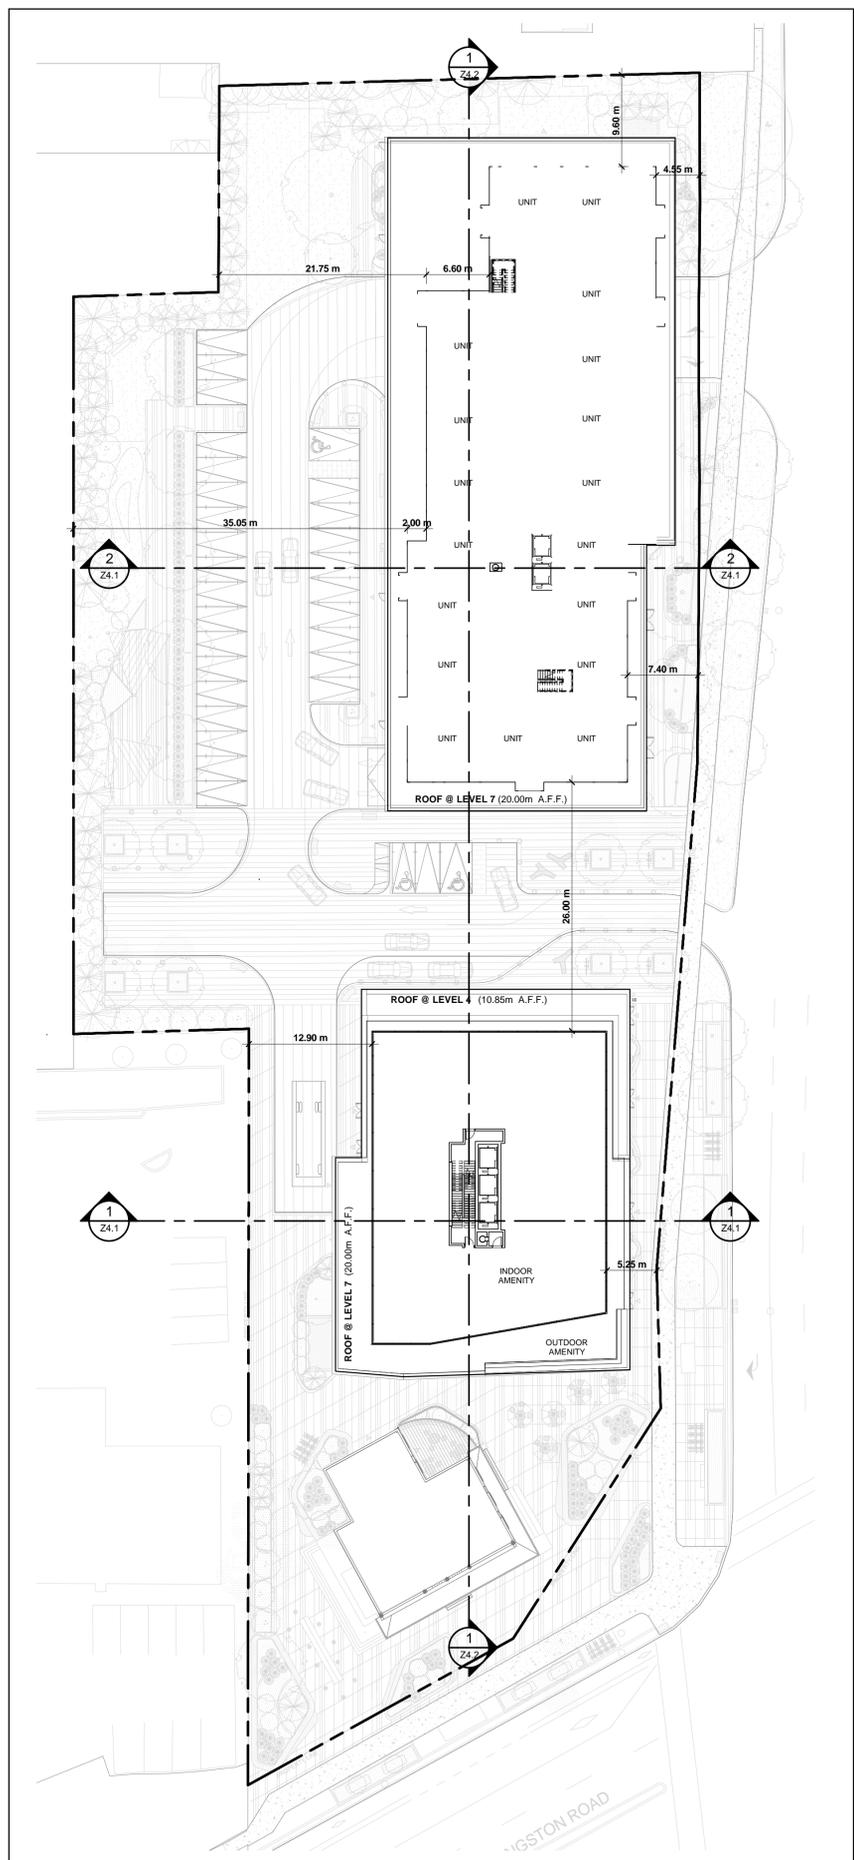 1
Z4.2
9.60 m
4.55 m
UNIT UNIT
21.75 m 6.60 m
UNIT
UNIT
UNIT
UNIT UNIT
UNIT UNIT
35.05 m 2.00 m
UNIT UNIT
2
Z4.1
2
Z4.1
UNIT UNIT
UNIT UNIT
7.40 m
UNIT UNIT UNIT
ROOF @ LEVEL 7 (20.00m A.F.F.)
26.00 m
ROOF @ LEVEL 4 (10.85m A.F.F.)
12.90 m
1
Z4.1
1
Z4.1
ROOF @ LEVEL 7 (20.00m A.F.F.)
5.25 m
INDOOR
AMENITY
OUTDOOR
AMENITY
1
Z4.2
NGSTON ROAD